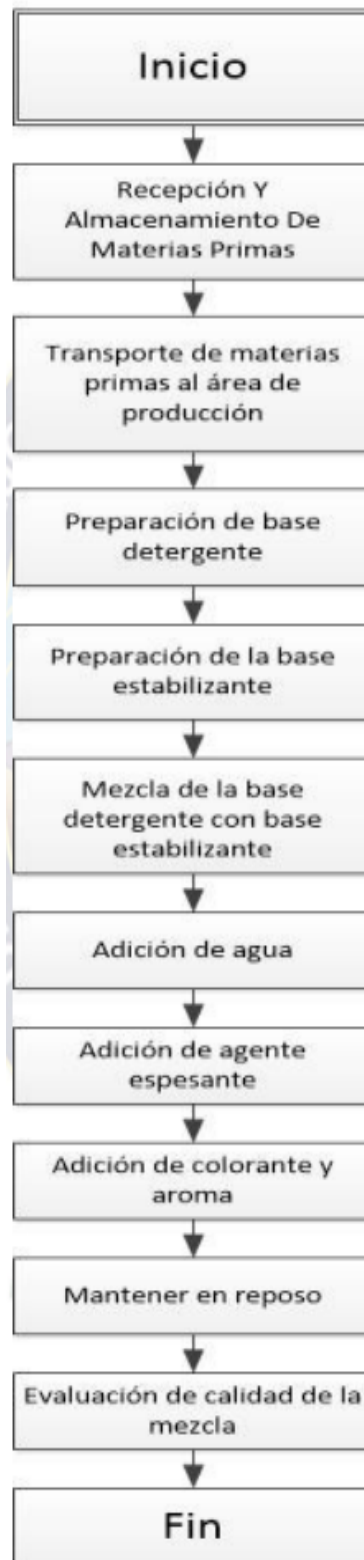 Inicio
Recepción Y
Almacenamiento De
Materias Primas
Transporte de materias
primas al área de
producción
Preparación de base
detergente
Preparación de la base
estabilizante
Mezcla de la base
detergente con base
estabilizante
Adición de agua
Adición de agente
espesante
Adición de colorante y
aroma
Mantener en reposo
Evaluación de calidad de la
mezcla
Fin